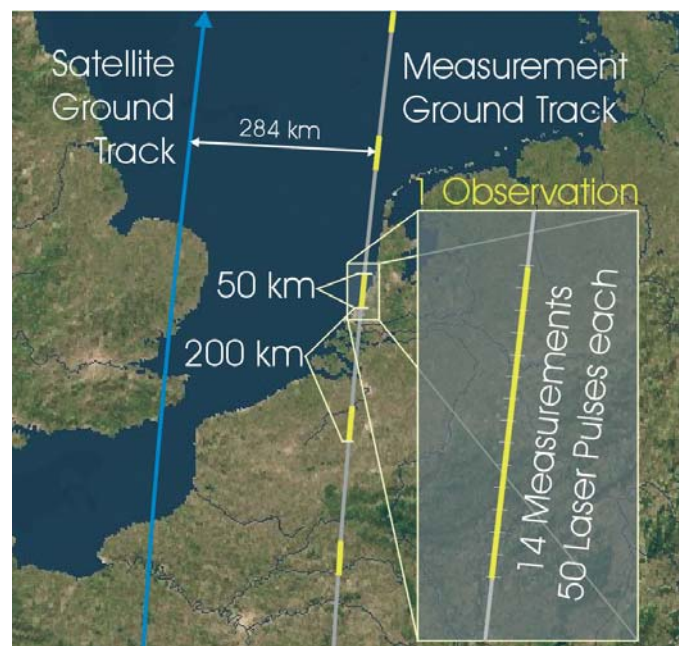 Satellite
Ground
Track
284 km
Measurement
Ground Track
1 Observation
50 km
200 km
14 Measurements
50 Laser Pulses each